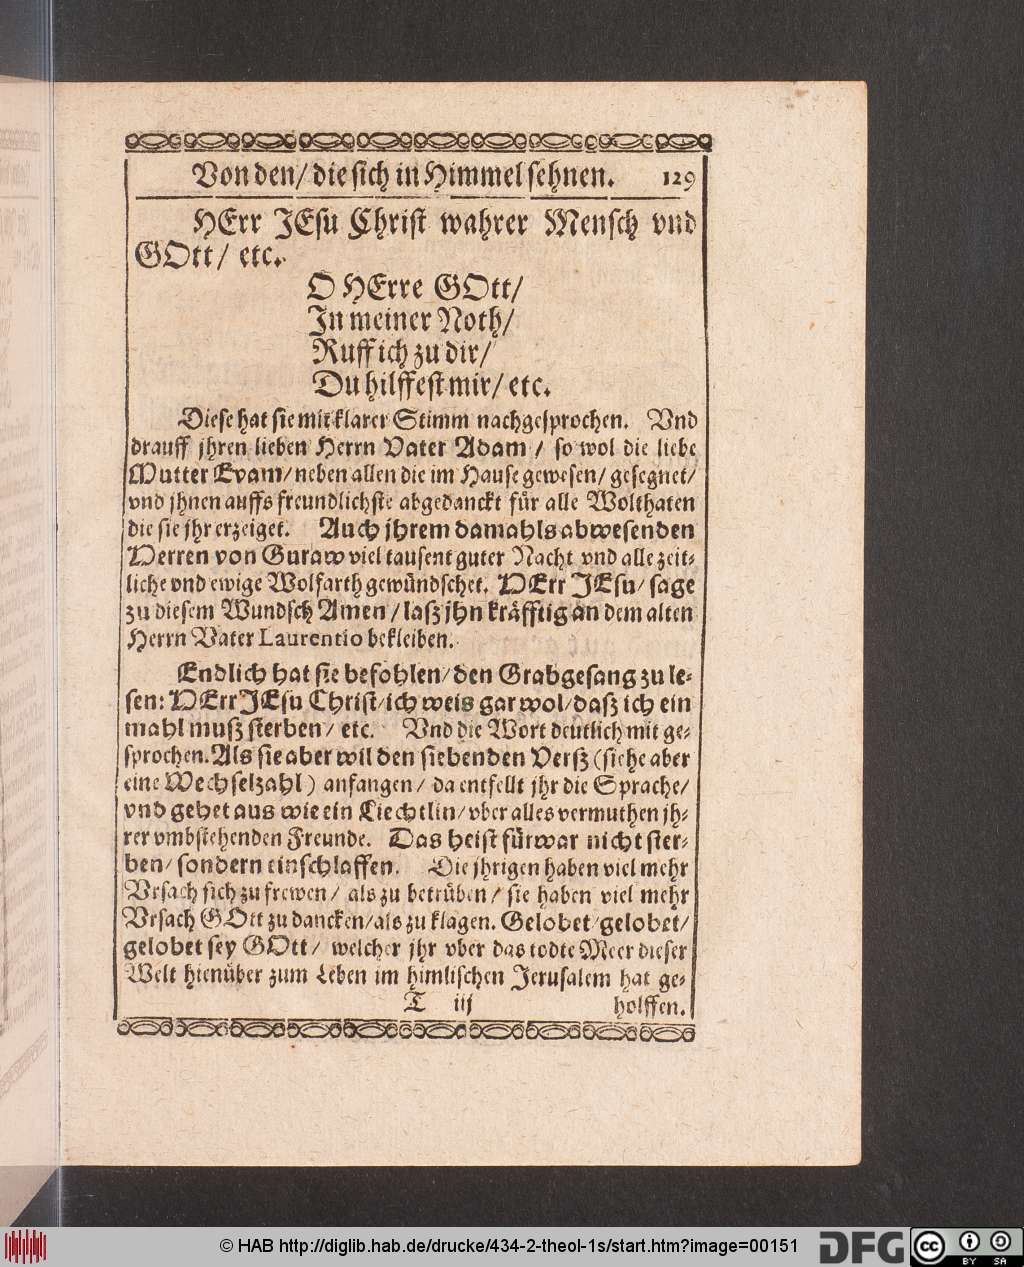 Von den/ die sich in Himmel sehnen. 129
HErr JEsu Christ wahrer Mensch vnd
GOtt/ etc.
O HErre GOtt/
In meiner Noth/
Ruff ich zu dir/
Du hilffest mir/ etc.
Diese hat sie mit klarer Stimm nachgesprochen. Vnd
drauff jhren lieben Herrn Vater Adam/ so wol die liebe
Mutter Evam/ neben allen die im Hause gewesen/ gesegnet/
vnd jhnen auffs freundlichste abgedanckt für alle Wolthaten
die sie jhr erzeiget. Auch jhrem damahls abwesenden
Herren von Guraw viel tausent guter Nacht vnd alle zeit-
liche vnd ewige Wolfarth gewündschet. HErr JEsu/ sage
zu diesem Wundsch Amen/ laß jhn kräfftig an dem alten
Herrn Vater Laurentio bekleiben.
Endlich hat sie befohlen/ den Grabgesang zu le-
sen: HErr JEsu Christ/ ich weis gar wol/ daß ich ein
mahl muß sterben/ etc. Vnd die Wort deutlich mit ge-
sprochen. Als sie aber wil den siebenden Verß (siehe aber
eine Wechselzahl) anfangen/ da entfellt jhr die Sprache/
vnd gehet aus wie ein Liechtlin/ vber alles vermuthen jh-
rer vmbstehenden Freunde. Das heist fürwar nicht ster-
ben/ sondern einschlaffen. Die jhrigen haben viel mehr
Vrsach sich zu frewen/ als zu betrüben/ sie haben viel mehr
Vrsach GOtt zu dancken/ als zu klagen. Gelobet/ gelobet/
gelobet sey GOtt/ welcher jhr vber das todte Meer dieser
Welt hienüber zum Leben im himlischen Jerusalem hat ge-
T iij holffen.
© HAB http://diglib.hab.de/drucke/434-2-theol-1s/start.htm?image=00151
DFG
cc BY SA